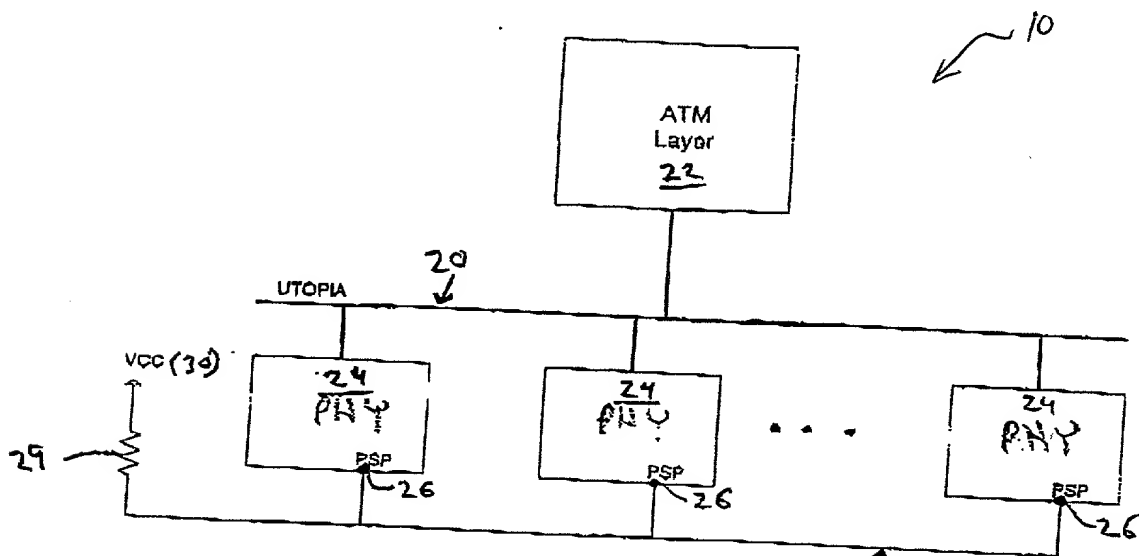 10
ATM
Layer
22
20
UTOPIA
VCC (30)
24
PHY
24
PHY
24
PHY
29
PSP
26
PSP
26
PSP
26